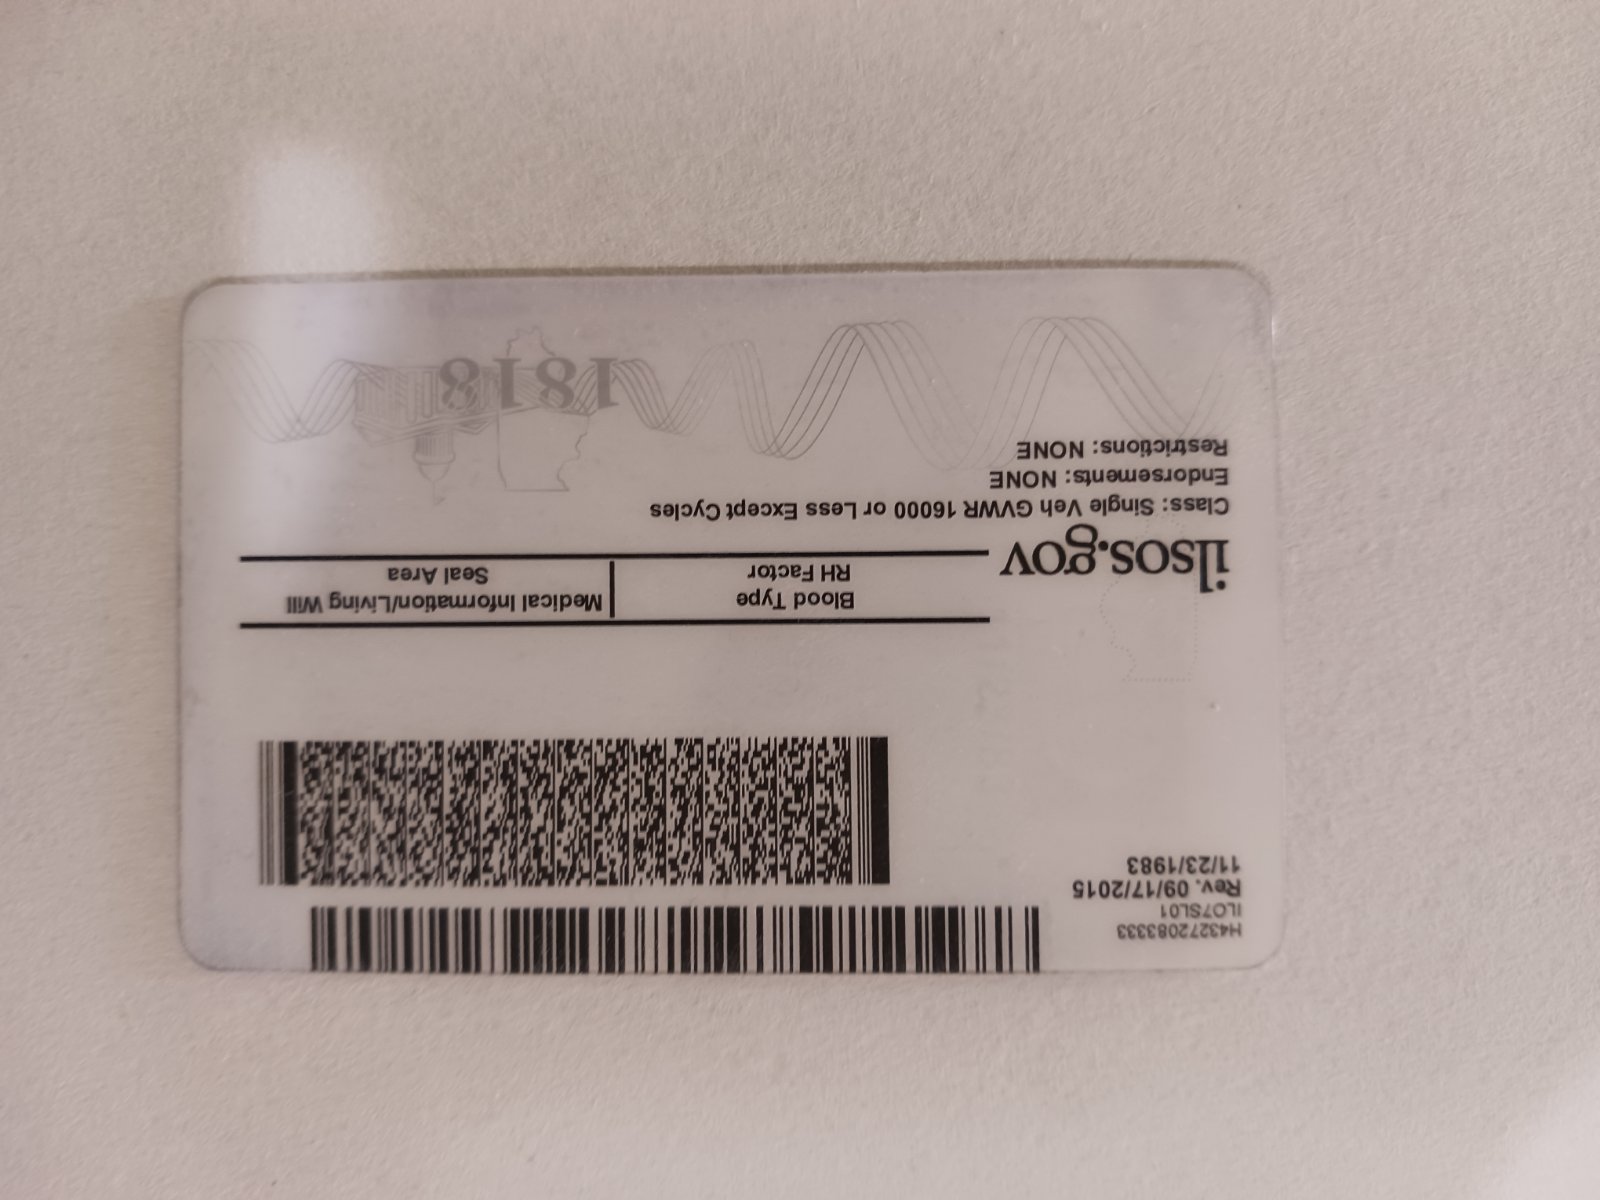 H43272083333
ILO7SL01
Rev. 09/17/2015
11/23/1983
Blood Type
RH Factor
Medical Information/Living Will
Seal Area
ilsos.gov
Class: Single Veh GVWR 16000 or Less Except Cycles
Endorsements: NONE
Restrictions: NONE
1818